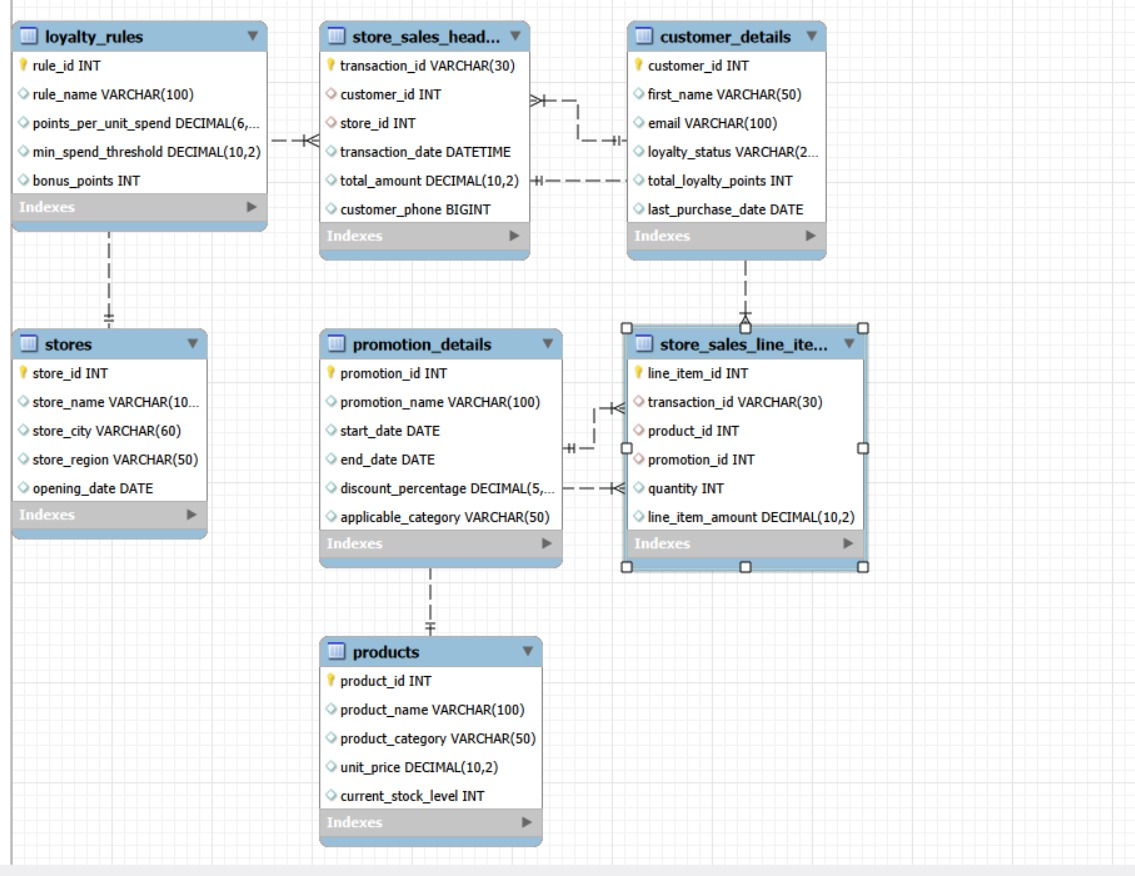 loyalty_rules
rule_id INT
rule_name VARCHAR(100)
points_per_unit_spend DECIMAL(6,...
min_spend_threshold DECIMAL(10,2)
bonus_points INT
Indexes
store_sales_head...
transaction_id VARCHAR(30)
customer_id INT
store_id INT
transaction_date DATETIME
total_amount DECIMAL(10,2)
customer_phone BIGINT
Indexes
customer_details
customer_id INT
first_name VARCHAR(50)
email VARCHAR(100)
loyalty_status VARCHAR(2...
total_loyalty_points INT
last_purchase_date DATE
Indexes
stores
store_id INT
store_name VARCHAR(10...
store_city VARCHAR(60)
store_region VARCHAR(50)
opening_date DATE
Indexes
promotion_details
promotion_id INT
promotion_name VARCHAR(100)
start_date DATE
end_date DATE
discount_percentage DECIMAL(5,...
applicable_category VARCHAR(50)
Indexes
store_sales_line_ite...
line_item_id INT
transaction_id VARCHAR(30)
product_id INT
promotion_id INT
quantity INT
line_item_amount DECIMAL(10,2)
Indexes
products
product_id INT
product_name VARCHAR(100)
product_category VARCHAR(50)
unit_price DECIMAL(10,2)
current_stock_level INT
Indexes